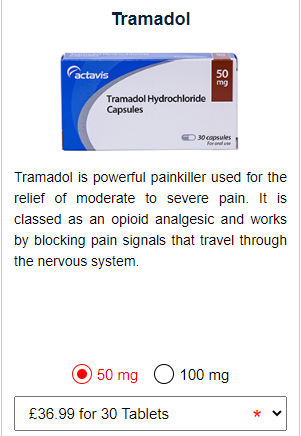 Tramadol
actavis
50
mg
Tramadol Hydrochloride
Capsules
30 capsules
For oral use
Tramadol is powerful painkiller used for the
relief of moderate to severe pain. It is
classed as an opioid analgesic and works
by blocking pain signals that travel through
the nervous system.
50 mg 100 mg
£36.99 for 30 Tablets *